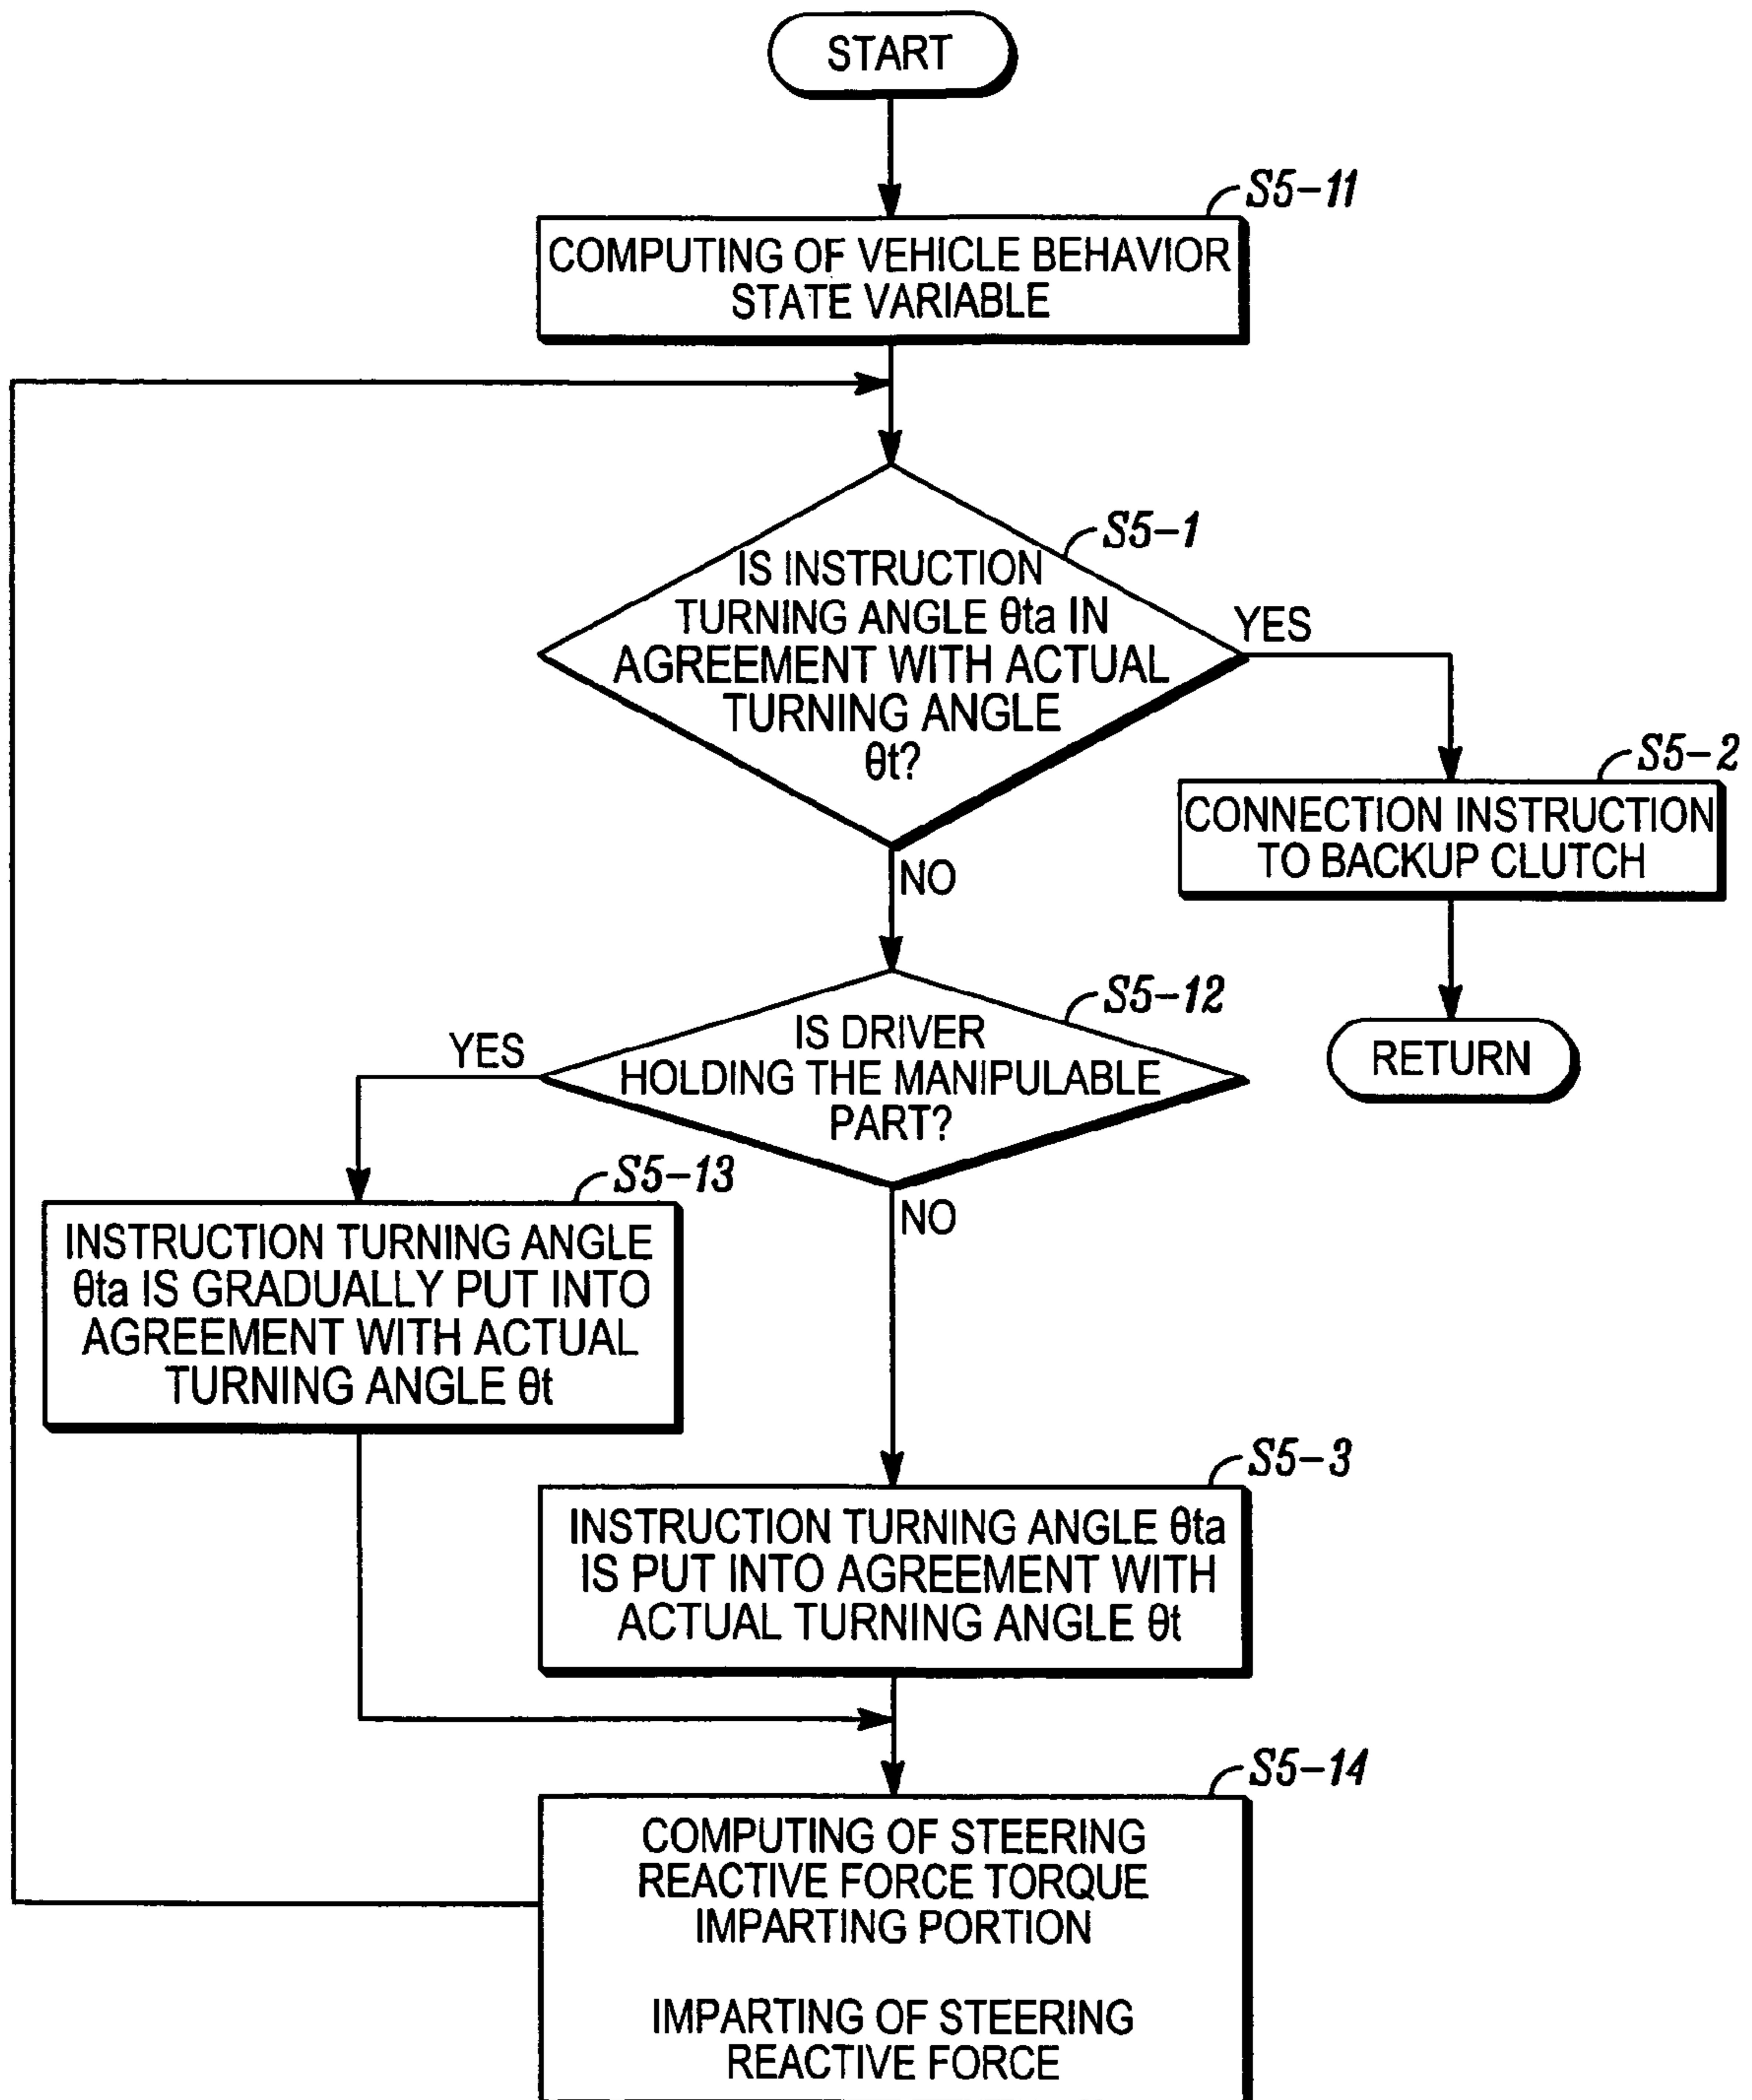 START
S5-11
COMPUTING OF VEHICLE BEHAVIOR
STATE VARIABLE
S5-1
IS INSTRUCTION
TURNING ANGLE θta IN
AGREEMENT WITH ACTUAL
TURNING ANGLE
θt?
YES
NO
S5-2
CONNECTION INSTRUCTION
TO BACKUP CLUTCH
RETURN
S5-12
IS DRIVER
HOLDING THE MANIPULABLE
PART?
YES
NO
S5-13
INSTRUCTION TURNING ANGLE
θta IS GRADUALLY PUT INTO
AGREEMENT WITH ACTUAL
TURNING ANGLE θt
S5-3
INSTRUCTION TURNING ANGLE θta
IS PUT INTO AGREEMENT WITH
ACTUAL TURNING ANGLE θt
S5-14
COMPUTING OF STEERING
REACTIVE FORCE TORQUE
IMPARTING PORTION
IMPARTING OF STEERING
REACTIVE FORCE